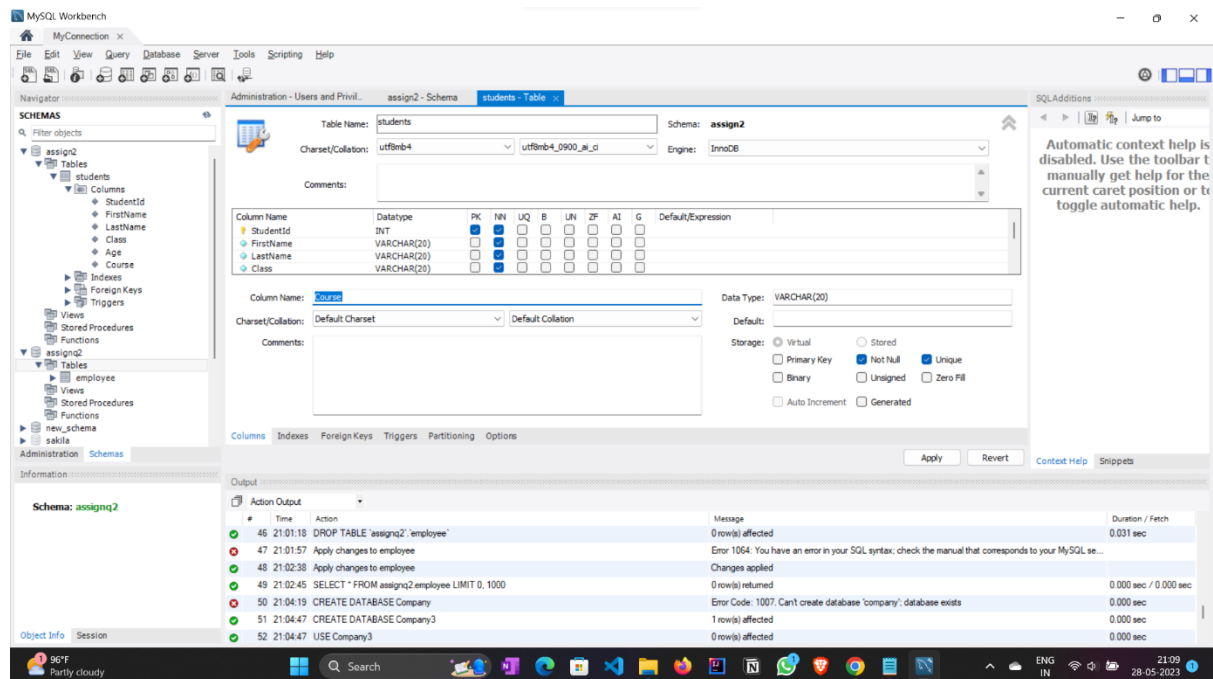 MySQL Workbench
MyConnection ×
File Edit View Query Database Server Tools Scripting Help
Navigator
SCHEMAS
Filter objects
assign2
Tables
students
Columns
StudentId
FirstName
LastName
Class
Age
Course
Indexes
Foreign Keys
Triggers
Views
Stored Procedures
Functions
assignq2
Tables
employee
Views
Stored Procedures
Functions
new_schema
sakila
Administration Schemas
Information
Schema: assignq2
Object Info Session
Administration - Users and Privil... assign2 - Schema students - Table ×
Table Name: students Schema: assign2
Charset/Collation: utf8mb4 utf8mb4_0900_ai_ci Engine: InnoDB
Comments:
Column Name Datatype PK NN UQ B UN ZF AI G Default/Expression
StudentId INT
FirstName VARCHAR(20)
LastName VARCHAR(20)
Class VARCHAR(20)
Column Name: Course Data Type: VARCHAR(20)
Charset/Collation: Default Charset Default Collation Default:
Comments: Storage: Virtual Stored
Primary Key Not Null Unique
Binary Unsigned Zero Fill
Auto Increment Generated
Columns Indexes Foreign Keys Triggers Partitioning Options
Apply Revert
SQLAdditions
Jump to
Automatic context help is
disabled. Use the toolbar t
manually get help for the
current caret position or to
toggle automatic help.
Context Help Snippets
Output
Action Output
# Time Action Message Duration / Fetch
46 21:01:18 DROP TABLE `assignq2`.`employee` 0 row(s) affected 0.031 sec
47 21:01:57 Apply changes to employee Error 1064: You have an error in your SQL syntax; check the manual that corresponds to your MySQL se...
48 21:02:38 Apply changes to employee Changes applied
49 21:02:45 SELECT * FROM assignq2.employee LIMIT 0, 1000 0 row(s) returned 0.000 sec / 0.000 sec
50 21:04:19 CREATE DATABASE Company Error Code: 1007. Can't create database 'company'; database exists 0.000 sec
51 21:04:47 CREATE DATABASE Company3 1 row(s) affected 0.000 sec
52 21:04:47 USE Company3 0 row(s) affected 0.000 sec
1
96°F
Partly cloudy
Search
ENG
IN
21:09
28-05-2023
1